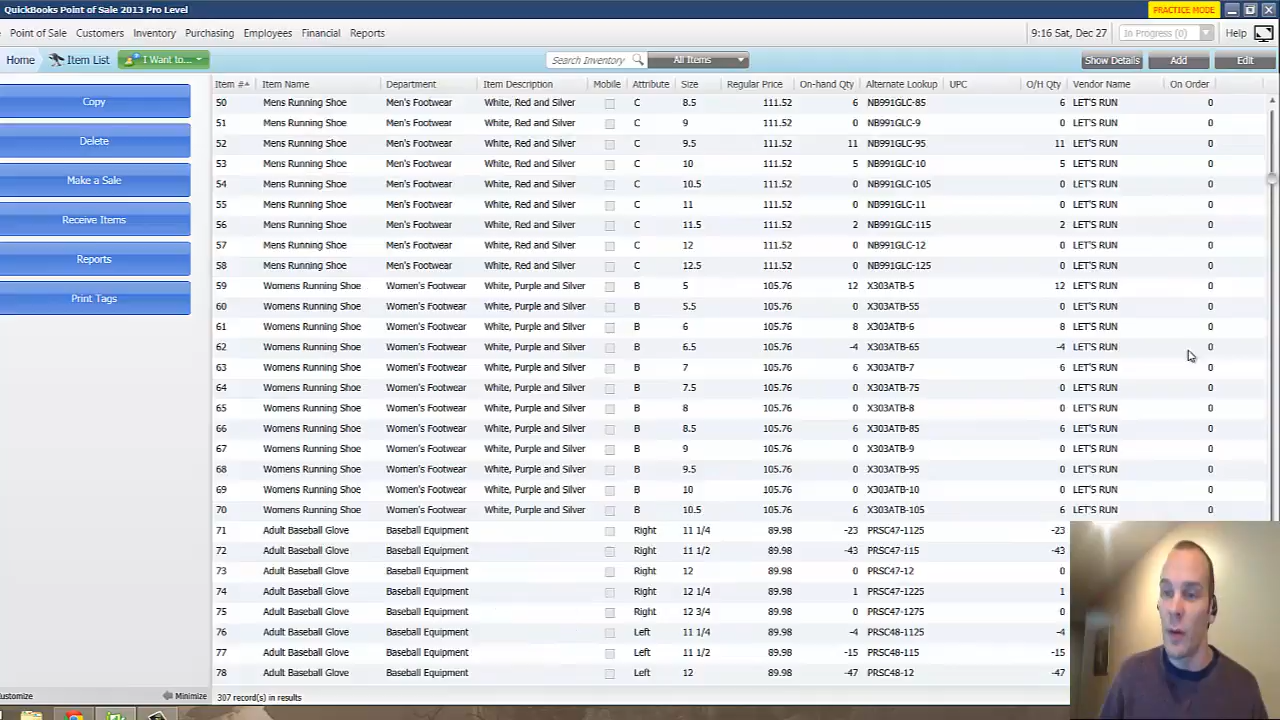 QuickBooks Point of Sale 2013 Pro Level PRACTICE MODE
Point of Sale Customers Inventory Purchasing Employees Financial Reports 9:16 Sat, Dec 27 In Progress (0) Help
Home Item List I Want to... Search Inventory All Items Show Details Add Edit
Item # Item Name Department Item Description Mobile Attribute Size Regular Price On-hand Qty Alternate Lookup UPC O/H Qty Vendor Name On Order
Copy
Delete
Make a Sale
Receive Items
Reports
Print Tags
50 Mens Running Shoe Men's Footwear White, Red and Silver C 8.5 111.52 6 NB991GLC-85 6 LET'S RUN 0
51 Mens Running Shoe Men's Footwear White, Red and Silver C 9 111.52 0 NB991GLC-9 0 LET'S RUN 0
52 Mens Running Shoe Men's Footwear White, Red and Silver C 9.5 111.52 11 NB991GLC-95 11 LET'S RUN 0
53 Mens Running Shoe Men's Footwear White, Red and Silver C 10 111.52 5 NB991GLC-10 5 LET'S RUN 0
54 Mens Running Shoe Men's Footwear White, Red and Silver C 10.5 111.52 0 NB991GLC-105 0 LET'S RUN 0
55 Mens Running Shoe Men's Footwear White, Red and Silver C 11 111.52 0 NB991GLC-11 0 LET'S RUN 0
56 Mens Running Shoe Men's Footwear White, Red and Silver C 11.5 111.52 2 NB991GLC-115 2 LET'S RUN 0
57 Mens Running Shoe Men's Footwear White, Red and Silver C 12 111.52 0 NB991GLC-12 0 LET'S RUN 0
58 Mens Running Shoe Men's Footwear White, Red and Silver C 12.5 111.52 0 NB991GLC-125 0 LET'S RUN 0
59 Womens Running Shoe Women's Footwear White, Purple and Silver B 5 105.76 12 X303ATB-5 12 LET'S RUN 0
60 Womens Running Shoe Women's Footwear White, Purple and Silver B 5.5 105.76 0 X303ATB-55 0 LET'S RUN 0
61 Womens Running Shoe Women's Footwear White, Purple and Silver B 6 105.76 8 X303ATB-6 8 LET'S RUN 0
62 Womens Running Shoe Women's Footwear White, Purple and Silver B 6.5 105.76 -4 X303ATB-65 -4 LET'S RUN 0
63 Womens Running Shoe Women's Footwear White, Purple and Silver B 7 105.76 6 X303ATB-7 6 LET'S RUN 0
64 Womens Running Shoe Women's Footwear White, Purple and Silver B 7.5 105.76 0 X303ATB-75 0 LET'S RUN 0
65 Womens Running Shoe Women's Footwear White, Purple and Silver B 8 105.76 0 X303ATB-8 0 LET'S RUN 0
66 Womens Running Shoe Women's Footwear White, Purple and Silver B 8.5 105.76 6 X303ATB-85 6 LET'S RUN 0
67 Womens Running Shoe Women's Footwear White, Purple and Silver B 9 105.76 0 X303ATB-9 0 LET'S RUN 0
68 Womens Running Shoe Women's Footwear White, Purple and Silver B 9.5 105.76 0 X303ATB-95 0 LET'S RUN 0
69 Womens Running Shoe Women's Footwear White, Purple and Silver B 10 105.76 6 X303ATB-10 6 LET'S RUN 0
70 Womens Running Shoe Women's Footwear White, Purple and Silver B 10.5 105.76 6 X303ATB-105 6 LET'S RUN 0
71 Adult Baseball Glove Baseball Equipment Right 11 1/4 89.98 -23 PRSC47-1125 -23
72 Adult Baseball Glove Baseball Equipment Right 11 1/2 89.98 -43 PRSC47-115 -43
73 Adult Baseball Glove Baseball Equipment Right 12 89.98 0 PRSC47-12 0
74 Adult Baseball Glove Baseball Equipment Right 12 1/4 89.98 1 PRSC47-1225 1
75 Adult Baseball Glove Baseball Equipment Right 12 3/4 89.98 0 PRSC47-1275 0
76 Adult Baseball Glove Baseball Equipment Left 11 1/4 89.98 -4 PRSC48-1125 -4
77 Adult Baseball Glove Baseball Equipment Left 11 1/2 89.98 -15 PRSC48-115 -15
78 Adult Baseball Glove Baseball Equipment Left 12 89.98 -47 PRSC48-12 -47
ustomize Minimize 307 record(s) in results